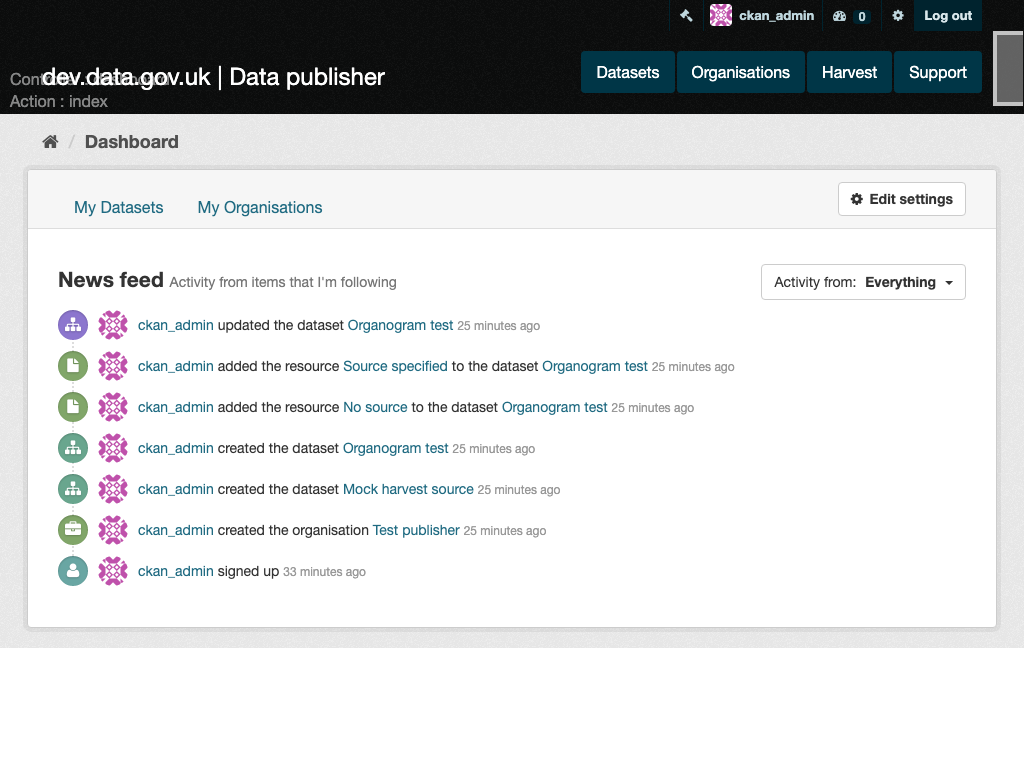 ckan_admin 0 Log out
dev.data.gov.uk | Data publisher
Datasets Organisations Harvest Support
Action : index
/ Dashboard
My Datasets My Organisations
Edit settings
News feed Activity from items that I'm following
Activity from: Everything
ckan_admin updated the dataset Organogram test 25 minutes ago
ckan_admin added the resource Source specified to the dataset Organogram test 25 minutes ago
ckan_admin added the resource No source to the dataset Organogram test 25 minutes ago
ckan_admin created the dataset Organogram test 25 minutes ago
ckan_admin created the dataset Mock harvest source 25 minutes ago
ckan_admin created the organisation Test publisher 25 minutes ago
ckan_admin signed up 33 minutes ago